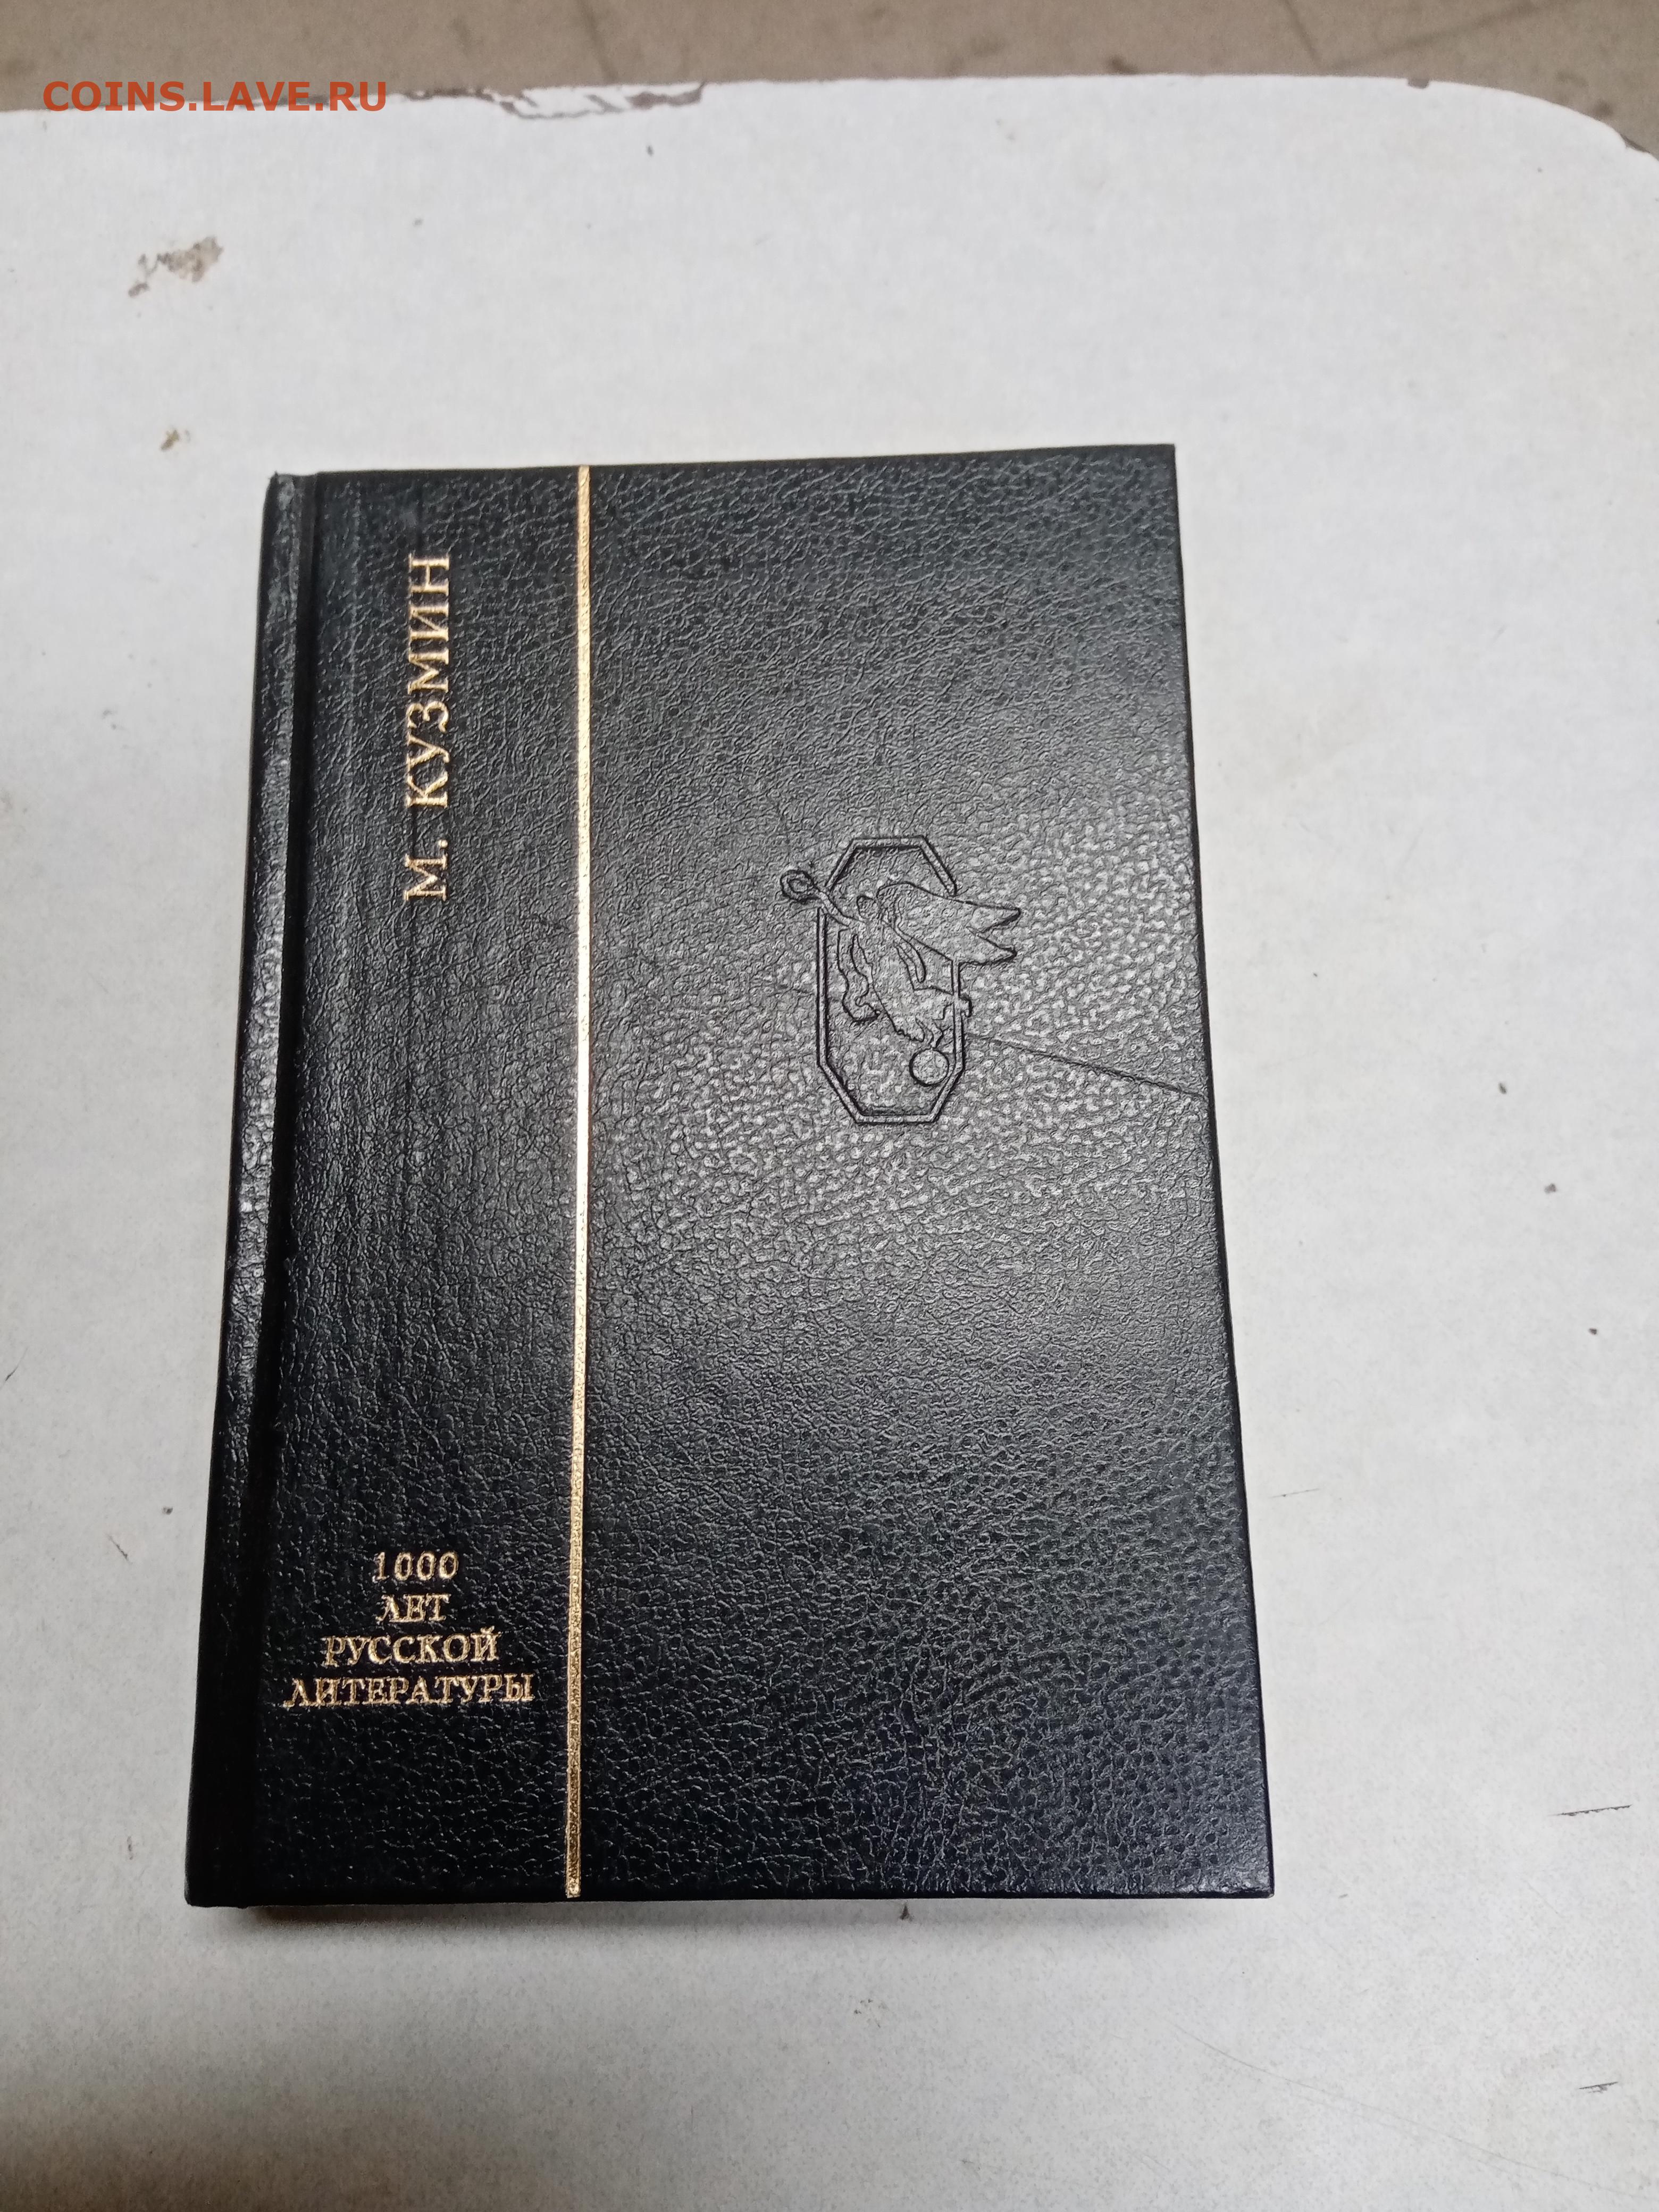 COINS.LAVE.RU
М. КУЗМИН
1000
ЛЕТ
РУССКОЙ
ЛИТЕРАТУРЫ